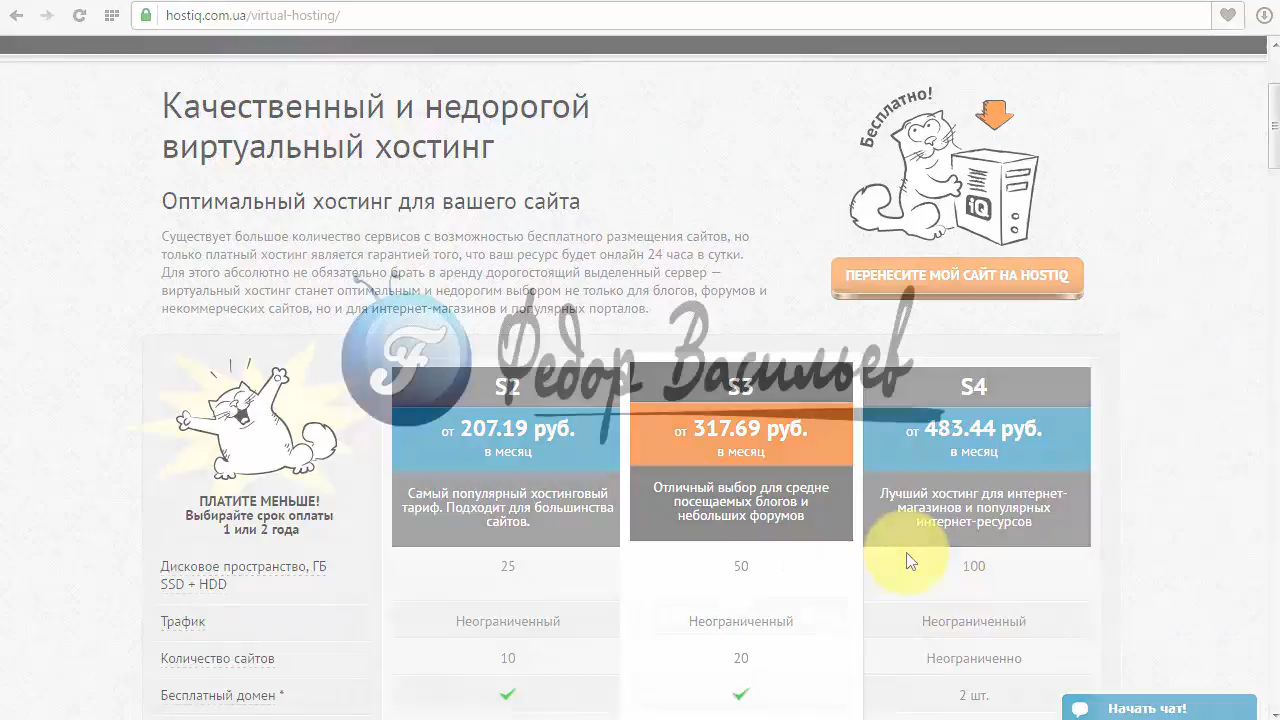 hostiq.com.ua/virtual-hosting/
Качественный и недорогой
виртуальный хостинг
Оптимальный хостинг для вашего сайта
Существует большое количество сервисов с возможностью бесплатного размещения сайтов, но
только платный хостинг является гарантией того, что ваш ресурс будет онлайн 24 часа в сутки.
Для этого абсолютно не обязательно брать в аренду дорогостоящий выделенный сервер —
виртуальный хостинг станет оптимальным и недорогим выбором не только для блогов, форумов и
некоммерческих сайтов, но и для интернет-магазинов и популярных порталов.
Бесплатно!
iQ
ПЕРЕНЕСИТЕ МОЙ САЙТ НА HOSTIQ
Федор Васильев
S2 S3 S4
от 207.19 руб. от 317.69 руб. от 483.44 руб.
в месяц в месяц в месяц
Самый популярный хостинговый
тариф. Подходит для большинства
сайтов.
Отличный выбор для средне
посещаемых блогов и
небольших форумов
Лучший хостинг для интернет-
магазинов и популярных
интернет-ресурсов
ПЛАТИТЕ МЕНЬШЕ!
Выбирайте срок оплаты
1 или 2 года
Дисковое пространство, ГБ
SSD + HDD
25 50 100
Трафик Неограниченный Неограниченный Неограниченный
Количество сайтов 10 20 Неограниченно
Бесплатный домен * 2 шт.
Начать чат!